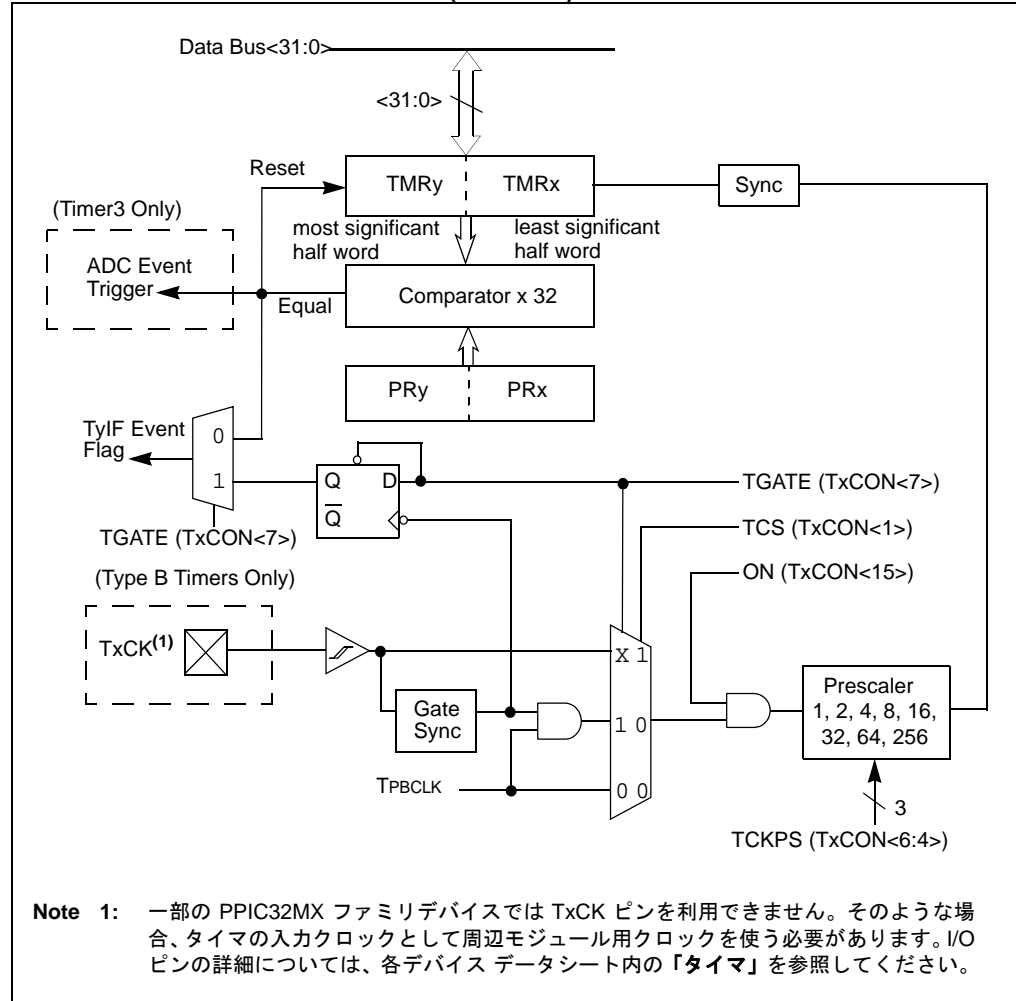 Data Bus<31:0>
<31:0>
Reset
TMRy
TMRx
Sync
(Timer3 Only)
most significant
half word
least significant
half word
ADC Event
Trigger
Equal
Comparator x 32
PRy
PRx
TyIF Event
Flag
0
1
Q
D
Q
TGATE (TxCON<7>)
TGATE (TxCON<7>)
TCS (TxCON<1>)
ON (TxCON<15>)
(Type B Timers Only)
TxCK(1)
X 1
Gate
Sync
1 0
Prescaler
1, 2, 4, 8, 16,
32, 64, 256
TPBCLK
0 0
3
TCKPS (TxCON<6:4>)
Note 1: 一部の PPIC32MX ファミリデバイスでは TxCK ピンを利用できません。そのような場
合、タイマの入力クロックとして周辺モジュール用クロックを使う必要があります。I/O
ピンの詳細については、各デバイス データシート内の「タイマ」を参照してください。